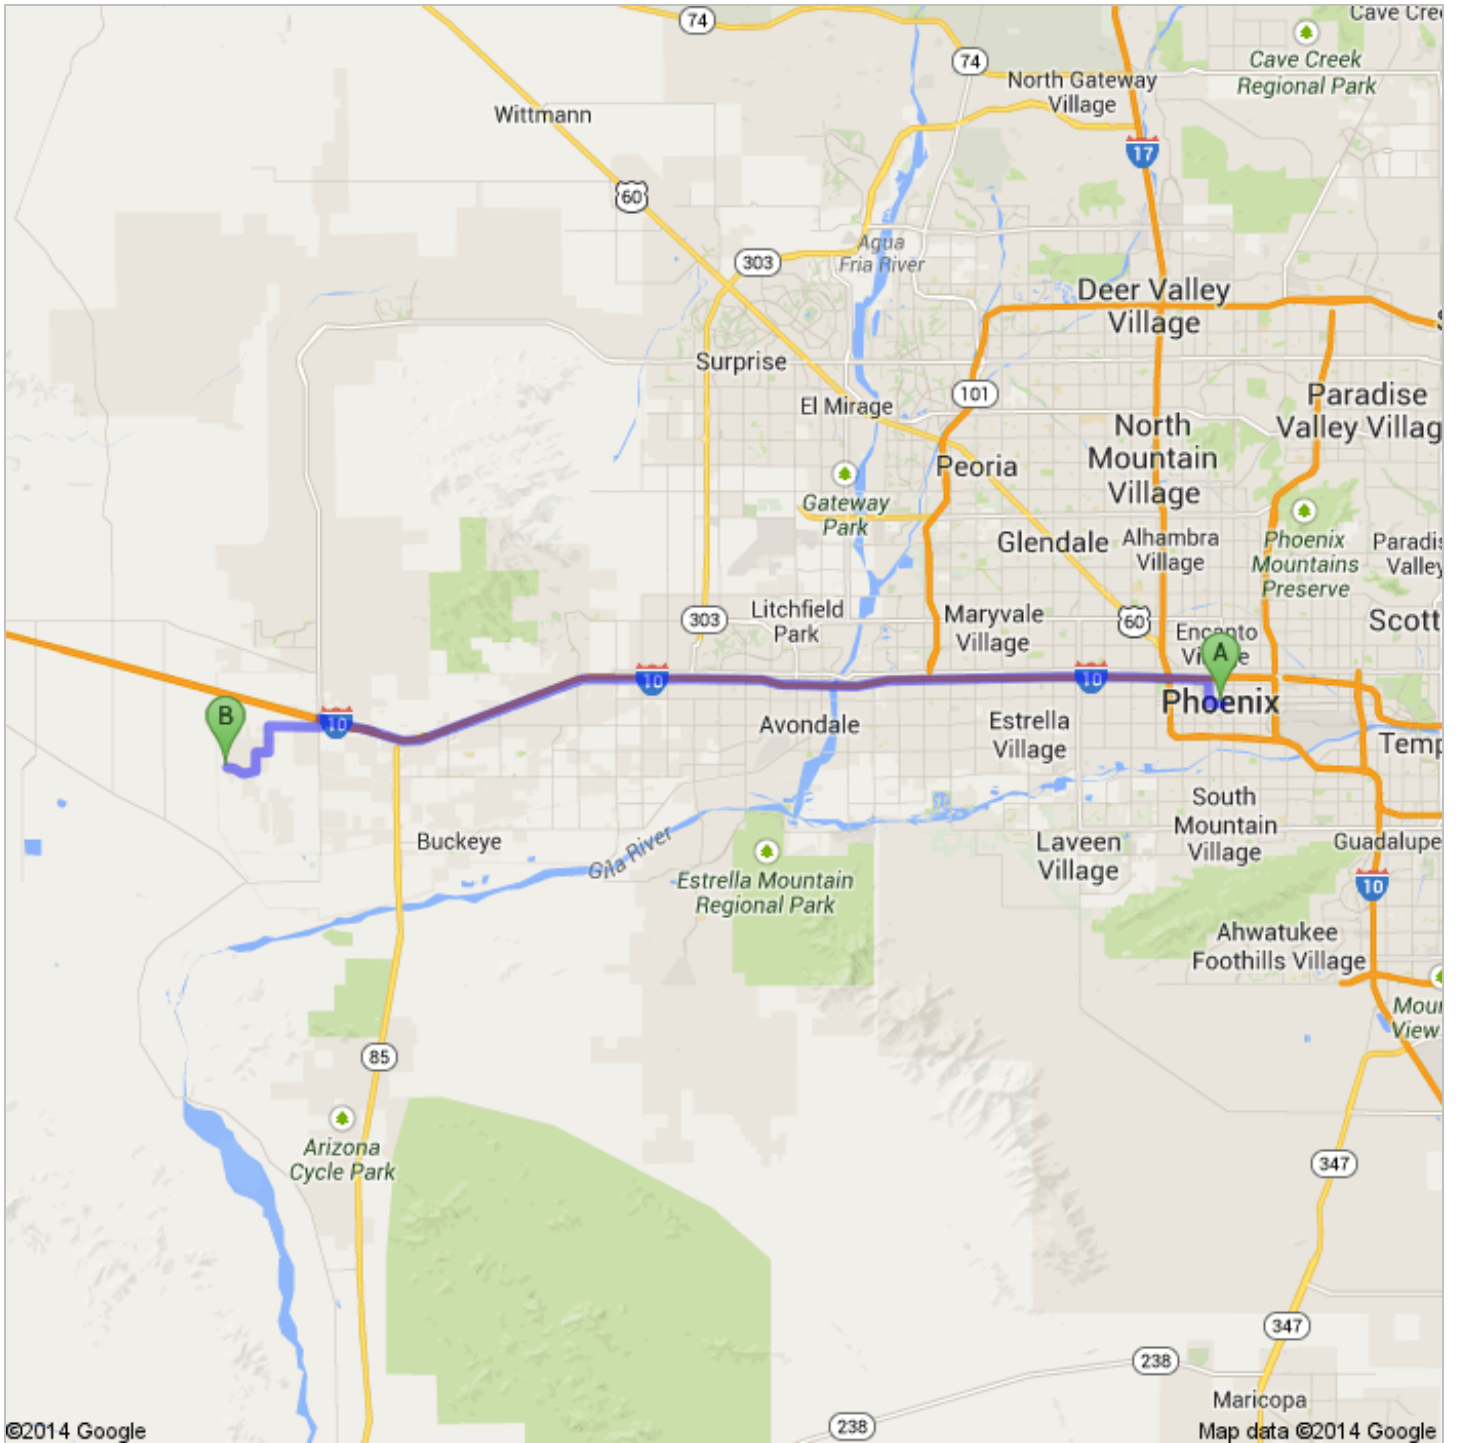 74
Cave Cree
74
Cave Creek
Regional Park
North Gateway
Village
Wittmann
17
60
Agua
Fria River
303
Deer Valley
Village
Surprise
101
El Mirage
Paradise
Valley Villag
North
Mountain
Village
Peoria
Gateway
Park
Glendale
Alhambra
Village
Phoenix
Mountains
Preserve
Paradis
Valley
303
Litchfield
Park
Maryvale
Village
60
Encanto
Village
Scott
A
10
10
Phoenix
B
10
Avondale
Estrella
Village
Temp
South
Mountain
Village
Buckeye
Gila River
Laveen
Village
Guadalupe
Estrella Mountain
Regional Park
10
Ahwatukee
Foothills Village
Moun
View
85
Arizona
Cycle Park
347
347
238
Maricopa
238
©2014 Google
Map data ©2014 Google